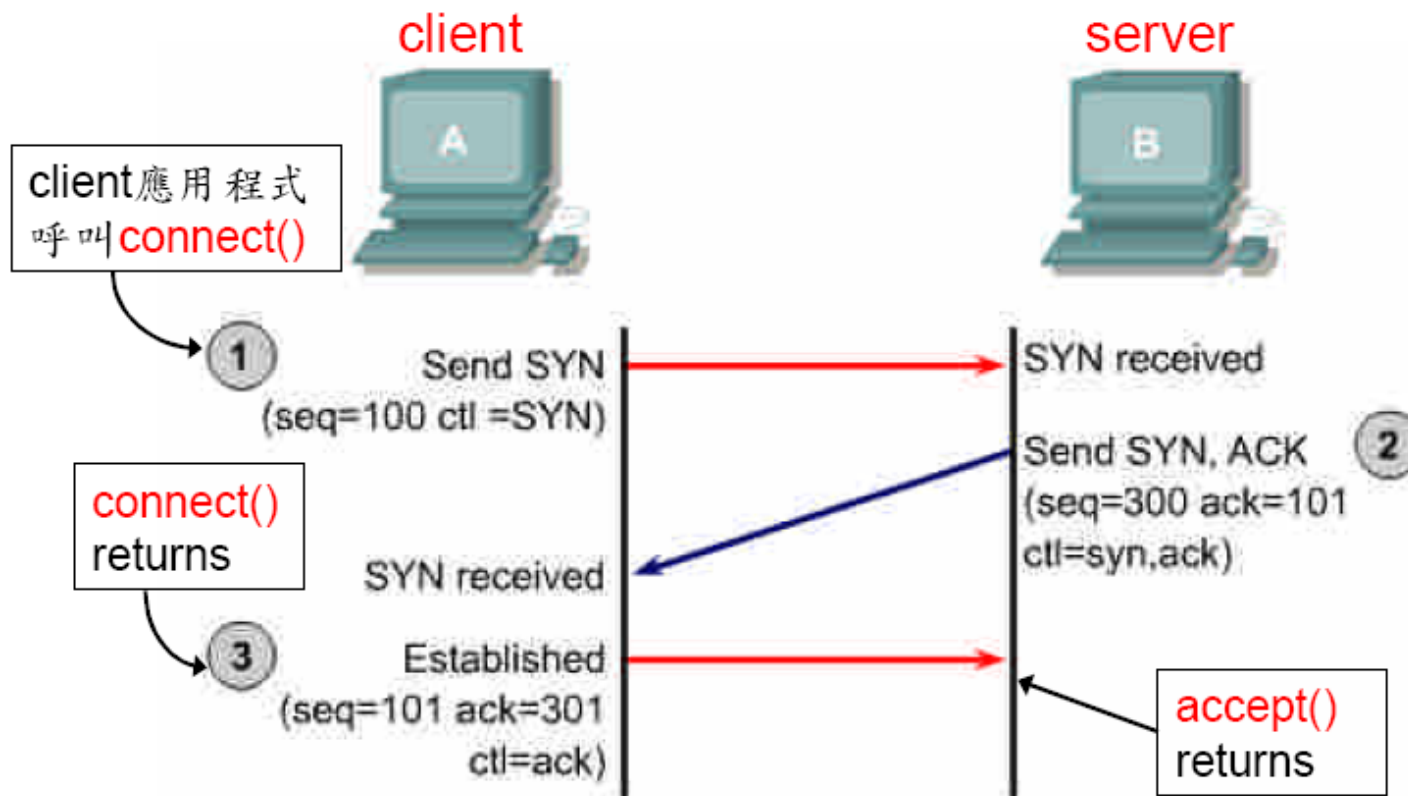 client
server
A
B
client應用程式
呼叫connect()
1
Send SYN
(seq=100 ctl =SYN)
SYN received
2
Send SYN, ACK
(seq=300 ack=101
ctl=syn,ack)
connect()
returns
SYN received
3
Established
(seq=101 ack=301
ctl=ack)
accept()
returns